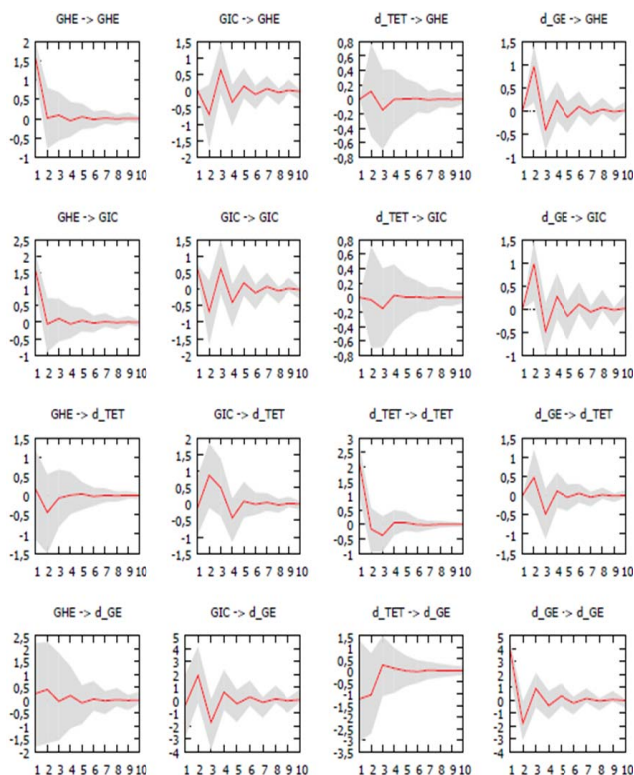 GHE -> GHE GIC -> GHE d_TET -> GHE d_GE -> GHE
2 1,5 0,8 1,5
1,5 1 0,6 1
1 0,5 0,4 0,5
0,5 0 0,2 0
0 -0,5 0 -0,5
-0,5 -1 -0,2 -1
-1 -1,5 -0,4
-2 -0,6
-0,8
1 2 3 4 5 6 7 8 9 10 1 2 3 4 5 6 7 8 9 10 1 2 3 4 5 6 7 8 9 10 1 2 3 4 5 6 7 8 9 10
GHE -> GIC GIC -> GIC d_TET -> GIC d_GE -> GIC
2,5 1,5 0,8 1,5
2 1 0,6 1
1,5 0,5 0,4 0,5
1 0 0,2 0
0,5 -0,5 0 -0,5
0 -1 -0,2 -1
-0,5 -1,5 -0,4
-1 -2 -0,6
-0,8
1 2 3 4 5 6 7 8 9 10 1 2 3 4 5 6 7 8 9 10 1 2 3 4 5 6 7 8 9 10 1 2 3 4 5 6 7 8 9 10
GHE -> d_TET GIC -> d_TET d_TET -> d_TET d_GE -> d_TET
1,5 2 3 1,5
1 1,5 2,5 1
0,5 1 2 0,5
0 0,5 1,5 0
-0,5 0 1 -0,5
-1 -0,5 0,5 -1
-1,5 -1 0 -1,5
-1,5 -0,5
-1
1 2 3 4 5 6 7 8 9 10 1 2 3 4 5 6 7 8 9 10 1 2 3 4 5 6 7 8 9 10 1 2 3 4 5 6 7 8 9 10
GHE -> d_GE GIC -> d_GE d_TET -> d_GE d_GE -> d_GE
2,5 5 1,5 5
2 4 1 4
1,5 3 0,5 3
1 2 0 2
0,5 1 -0,5 1
0 0 -1 0
-0,5 -1 -1,5 -1
-1 -2 -2 -2
-1,5 -3 -2,5 -3
-2 -4 -3 -4
-3,5
1 2 3 4 5 6 7 8 9 10 1 2 3 4 5 6 7 8 9 10 1 2 3 4 5 6 7 8 9 10 1 2 3 4 5 6 7 8 9 10